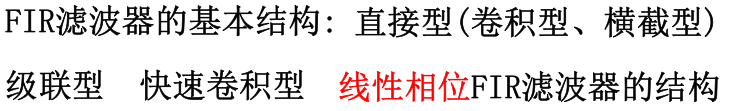 FIR滤波器的基本结构: 直接型(卷积型、横截型)
级联型 快速卷积型 线性相位FIR滤波器的结构